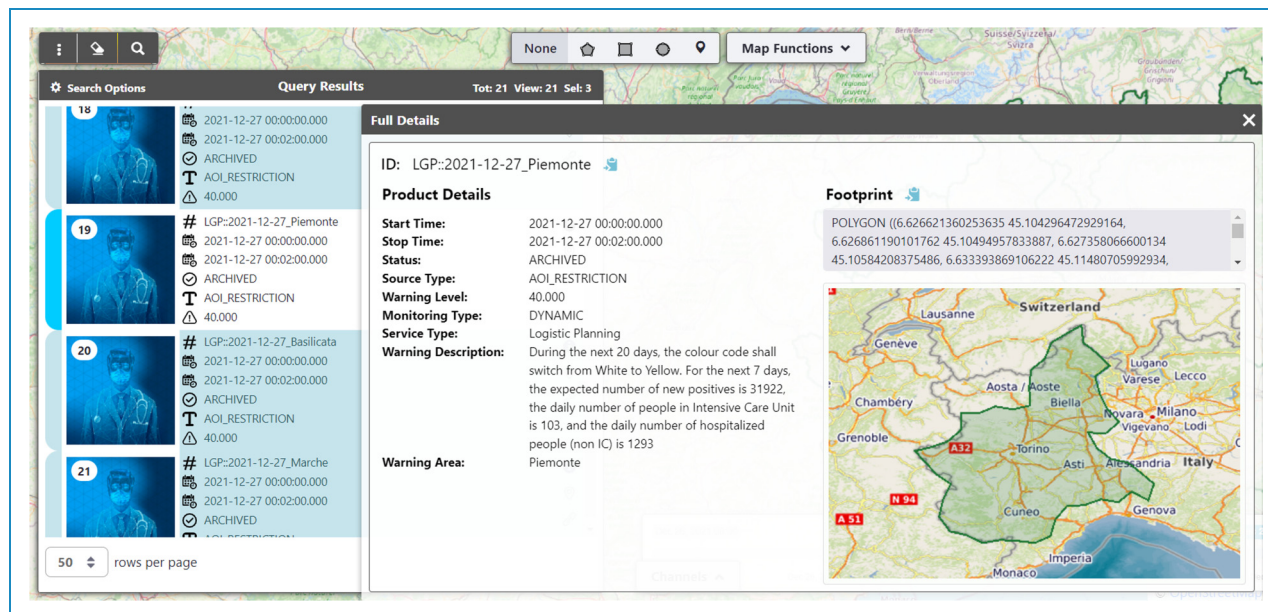 None
Map Functions
Suisse/Svizzera/
Svizra
Search Options
Query Results
Tot: 21 View: 21 Sel: 3
18
2021-12-27 00:00:00.000
2021-12-27 00:02:00.000
ARCHIVED
AOI_RESTRICTION
40.000
19
# LGP::2021-12-27_Piemonte
2021-12-27 00:00:00.000
2021-12-27 00:02:00.000
ARCHIVED
AOI_RESTRICTION
40.000
20
# LGP::2021-12-27_Basilicata
2021-12-27 00:00:00.000
2021-12-27 00:02:00.000
ARCHIVED
AOI_RESTRICTION
40.000
21
# LGP::2021-12-27_Marche
2021-12-27 00:00:00.000
2021-12-27 00:02:00.000
ARCHIVED
50
rows per page
Full Details
ID: LGP::2021-12-27_Piemonte
Product Details
Start Time: 2021-12-27 00:00:00.000
Stop Time: 2021-12-27 00:02:00.000
Status: ARCHIVED
Source Type: AOI_RESTRICTION
Warning Level: 40.000
Monitoring Type: DYNAMIC
Service Type: Logistic Planning
Warning Description: During the next 20 days, the colour code shall
switch from White to Yellow. For the next 7 days,
the expected number of new positives is 31922,
the daily number of people in Intensive Care Unit
is 103, and the daily number of hospitalized
people (non IC) is 1293
Warning Area: Piemonte
Footprint
POLYGON ((6.626621360253635 45.104296472929164,
6.626861190101762 45.10494957833887, 6.627358066600134
45.10584208375486, 6.633393869106222 45.11480705992934,
Switzerland
Lausanne
Genève
Lugano
Aosta / Aoste
Varese Lecco
Chambéry
Biella
Novara Milano
Vigevano Lodi
Grenoble
A32
Torino
Asti
Alessandria Italy
N 94
A 51
Cuneo
Genova
Imperia
Monaco
Channels